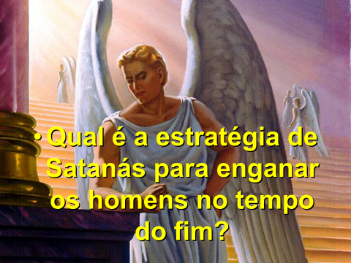 • Qual é a estratégia de
Satanás para enganar
os homens no tempo
do fim?